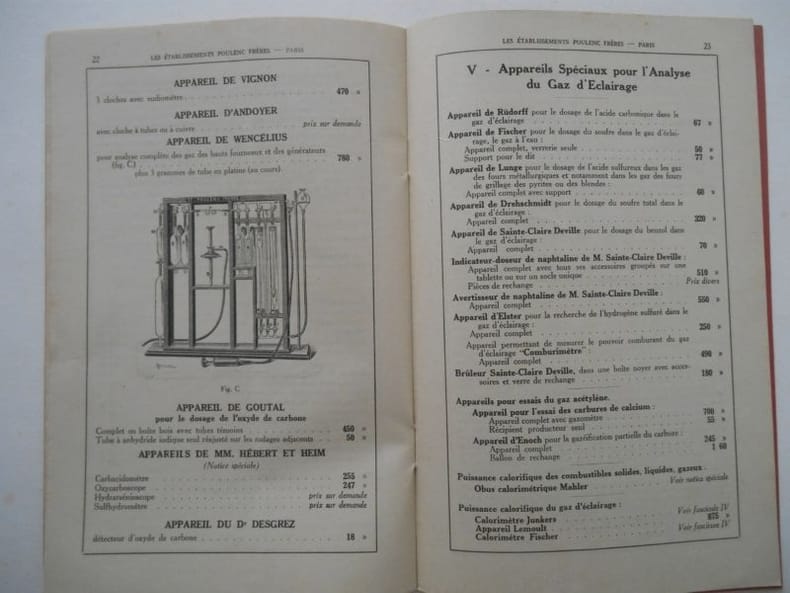 22
LES ÉTABLISSEMENTS POULENC FRÈRES — PARIS
APPAREIL DE VIGNON
3 cloches avec eudiomètre . . . 470 »
APPAREIL D'ANDOYER
avec cloche à tubes ou à cuivre . . . prix sur demande
APPAREIL DE WENCÉLIUS
pour analyse complète des gaz des hauts fourneaux et des générateurs
(fig. C) . . . 780 »
plus 3 grammes de tube en platine (au cours).
Fig. C
APPAREIL DE GOUTAL
pour le dosage de l'oxyde de carbone
Complet en boîte bois avec tubes témoins . . . 450 »
Tube à anhydride iodique seul réajusté sur les rodages adjacents . . . 50 »
APPAREILS DE MM. HÉBERT ET HEIM
(Notice spéciale)
Carbacidomètre . . . 255 »
Oxycarboscope . . . 247 »
Hydrarsénioscope . . . prix sur demande
Sulfhydromètre . . . prix sur demande
APPAREIL DU Dr DESGREZ
détecteur d'oxyde de carbone . . . 18 »
LES ÉTABLISSEMENTS POULENC FRÈRES — PARIS
23
V - Appareils Spéciaux pour l'Analyse
du Gaz d'Eclairage
Appareil de Rüdorff pour le dosage de l'acide carbonique dans le
gaz d'éclairage . . . 67 »
Appareil de Fischer pour le dosage du soufre dans le gaz d'éclai-
rage, le gaz à l'eau :
Appareil complet, verrerie seule . . . 50 »
Support pour le dit . . . 77 »
Appareil de Lunge pour le dosage de l'acide sulfureux dans les gaz
des fours métallurgiques et notamment dans les gaz des fours
de grillage des pyrites ou des blendes :
Appareil complet avec support . . . 60 »
Appareil de Drehschmidt pour le dosage du soufre total dans le
gaz d'éclairage :
Appareil complet . . . 320 »
Appareil de Sainte-Claire Deville pour le dosage du benzol dans
le gaz d'éclairage :
Appareil complet . . . 70 »
Indicateur-doseur de naphtaline de M. Sainte-Claire Deville :
Appareil complet avec tous ses accessoires groupés sur une
tablette ou sur un socle unique . . . 510 »
Pièces de rechange . . . Prix divers
Avertisseur de naphtaline de M. Sainte-Claire Deville :
Appareil complet . . . 550 »
Appareil d'Elster pour la recherche de l'hydrogène sulfuré dans le
gaz d'éclairage :
Appareil complet . . . 250 »
Appareil permettant de mesurer le pouvoir comburant du gaz
d'éclairage "Comburimètre" :
Appareil complet . . . 490 »
Brûleur Sainte-Claire Deville, dans une boîte noyer avec acces-
soires et verre de rechange . . . 180 »
Appareils pour essais du gaz acétylène.
Appareil pour l'essai des carbures de calcium :
Appareil complet avec gazomètre . . . 700 »
Récipient producteur seul . . . 55 »
Appareil d'Enoch pour la gazéification partielle du carbure :
Appareil complet . . . 245 »
Ballon de rechange . . . 1 60
Puissance calorifique des combustibles solides, liquides, gazeux.
Obus calorimétrique Mahler . . . Voir notice spéciale
Puissance calorifique du gaz d'éclairage :
Calorimètre Junkers . . . Voir fascicule IV
Appareil Lemoult . . . 875 »
Calorimètre Fischer . . . Voir fascicule IV